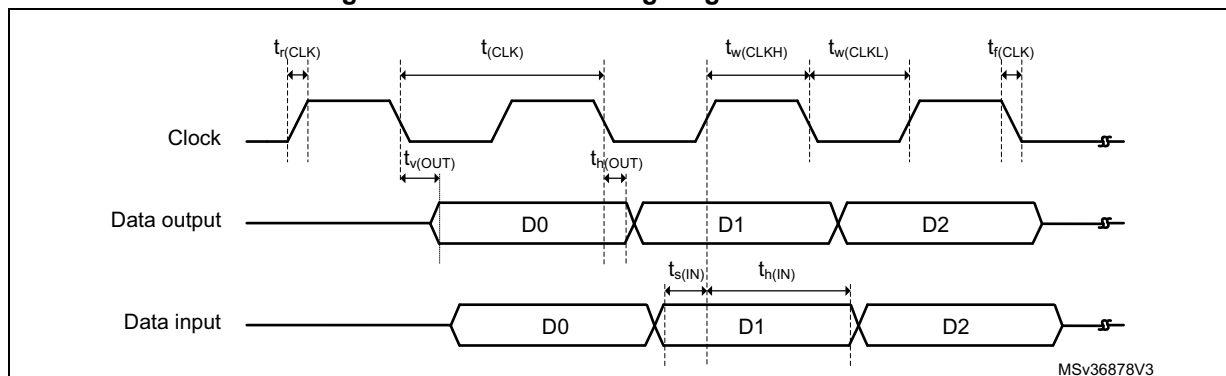 tr(CLK) t(CLK) tw(CLKH) tw(CLKL) tf(CLK)
Clock
tv(OUT) th(OUT)
Data output D0 D1 D2
ts(IN) th(IN)
Data input D0 D1 D2
MSv36878V3